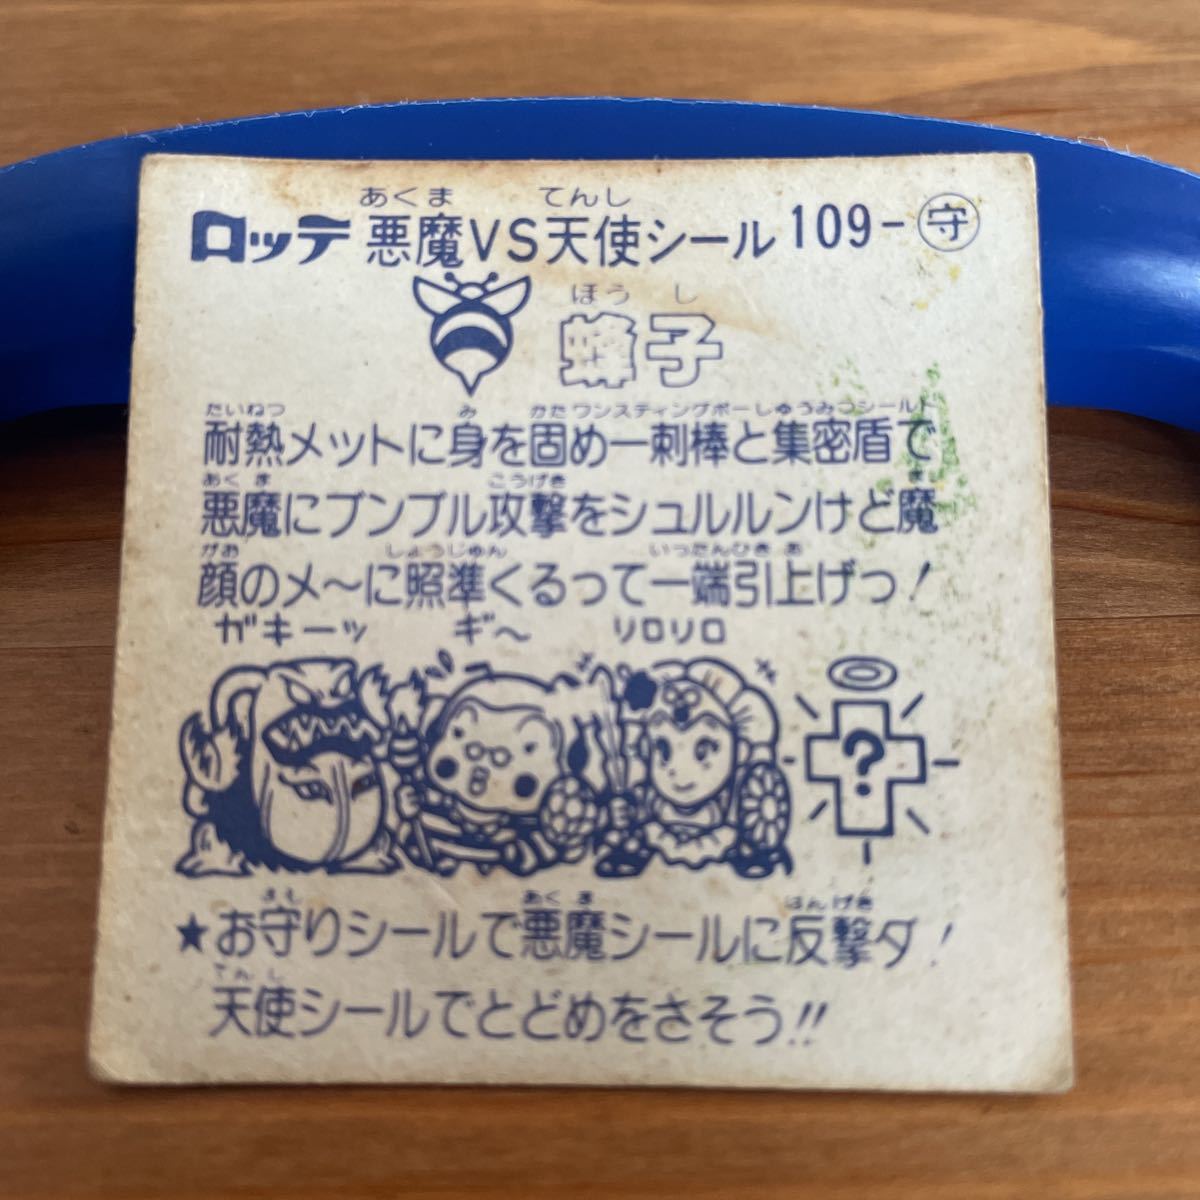 あくま てんし
ロッテ 悪魔VS天使シール 109-守
ほうし
蜂子
たいねつ み かた ワンスティングボー しゅうみつシールド
耐熱メットに身を固め一刺棒と集密盾で
あくま こうげき ま
悪魔にブンブル攻撃をシュルルンけど魔
がお しょうじゅん いったんひきあ
顔のメ〜に照準くるって一端引上げっ!
ガキーッ ギ〜 リロリロ
?
まも あくま はんげき
★お守りシールで悪魔シールに反撃ダ!
てんし
天使シールでとどめをさそう!!